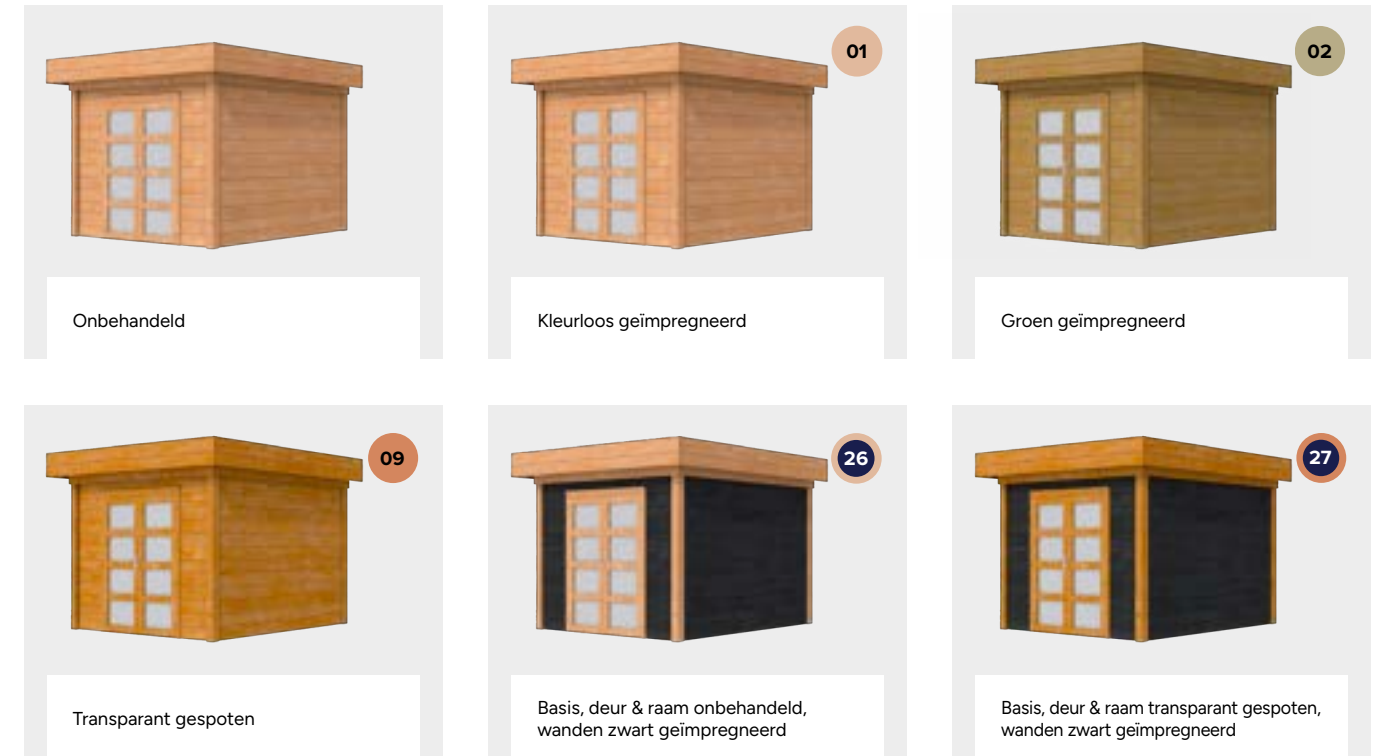 01
02
Onbehandeld
Kleurloos geïmpregneerd
Groen geïmpregneerd
09
26
27
Transparant gespoten
Basis, deur & raam onbehandeld,
wanden zwart geïmpregneerd
Basis, deur & raam transparant gespoten,
wanden zwart geïmpregneerd